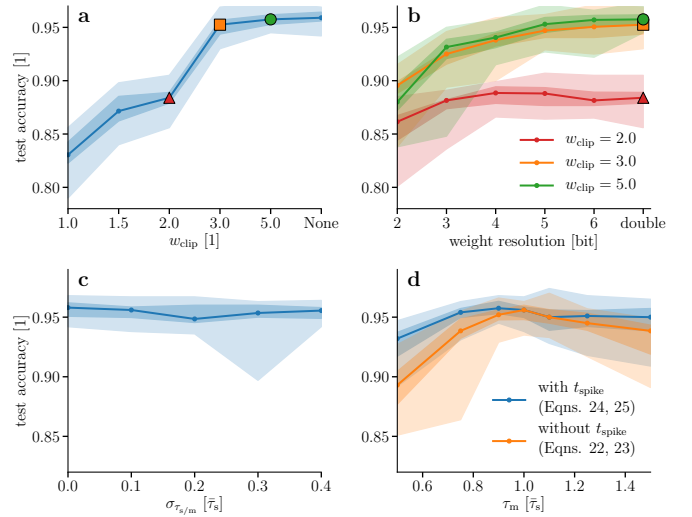 a
test accuracy [1]
0.95
0.90
0.85
0.80
1.0 1.5 2.0 3.0 5.0 None
w_clip [1]
b
0.95
0.90
0.85
0.80
w_clip = 2.0
w_clip = 3.0
w_clip = 5.0
2 3 4 5 6 double
weight resolution [bit]
c
test accuracy [1]
0.95
0.90
0.85
0.0 0.1 0.2 0.3 0.4
σ_τs/m [τ̄_s]
d
0.95
0.90
0.85
with t_spike
(Eqns. 24, 25)
without t_spike
(Eqns. 22, 23)
0.6 0.8 1.0 1.2 1.4
τ_m [τ̄_s]